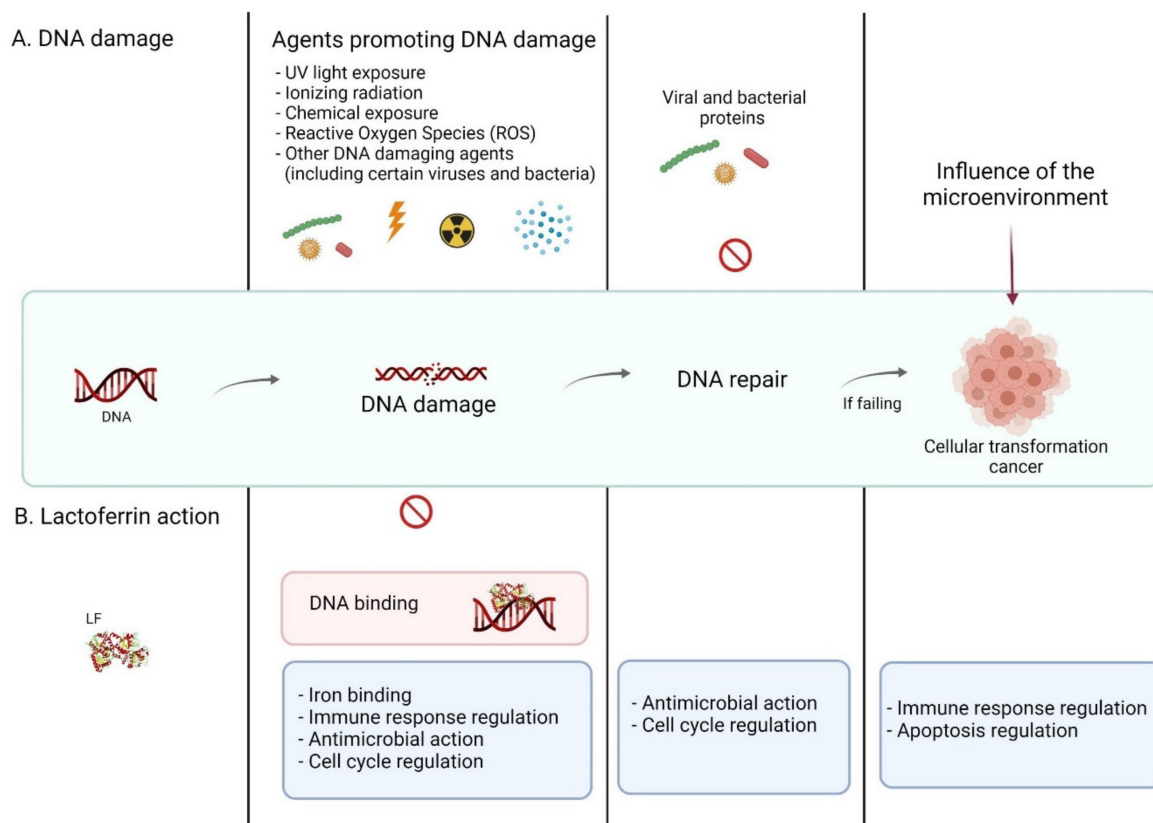 A. DNA damage
Agents promoting DNA damage
- UV light exposure
- Ionizing radiation
- Chemical exposure
- Reactive Oxygen Species (ROS)
- Other DNA damaging agents
(including certain viruses and bacteria)
Viral and bacterial
proteins
Influence of the
microenvironment
DNA
DNA damage
DNA repair
If failing
Cellular transformation
cancer
B. Lactoferrin action
LF
DNA binding
- Iron binding
- Immune response regulation
- Antimicrobial action
- Cell cycle regulation
- Antimicrobial action
- Cell cycle regulation
- Immune response regulation
- Apoptosis regulation